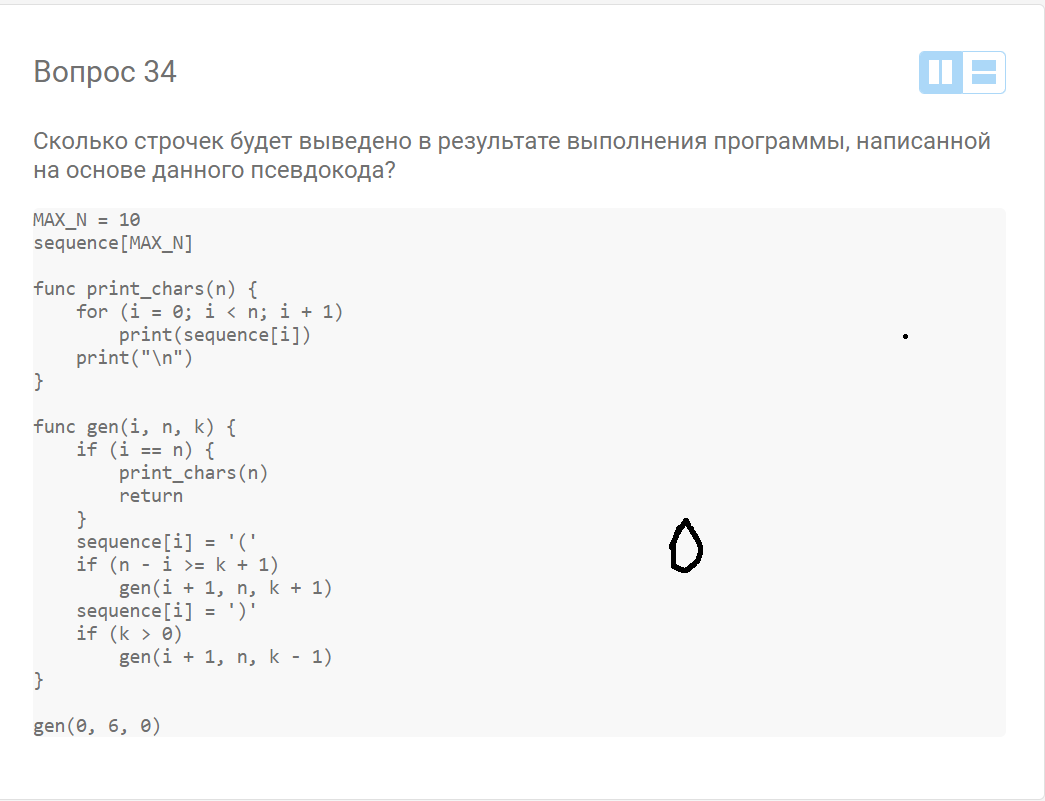 Вопрос 34
Сколько строчек будет выведено в результате выполнения программы, написанной
на основе данного псевдокода?
MAX_N = 10
sequence[MAX_N]
func print_chars(n) {
    for (i = 0; i < n; i + 1)
        print(sequence[i])
    print("\n")
}
func gen(i, n, k) {
    if (i == n) {
        print_chars(n)
        return
    }
    sequence[i] = '('
    if (n - i >= k + 1)
        gen(i + 1, n, k + 1)
    sequence[i] = ')'
    if (k > 0)
        gen(i + 1, n, k - 1)
}
gen(0, 6, 0)